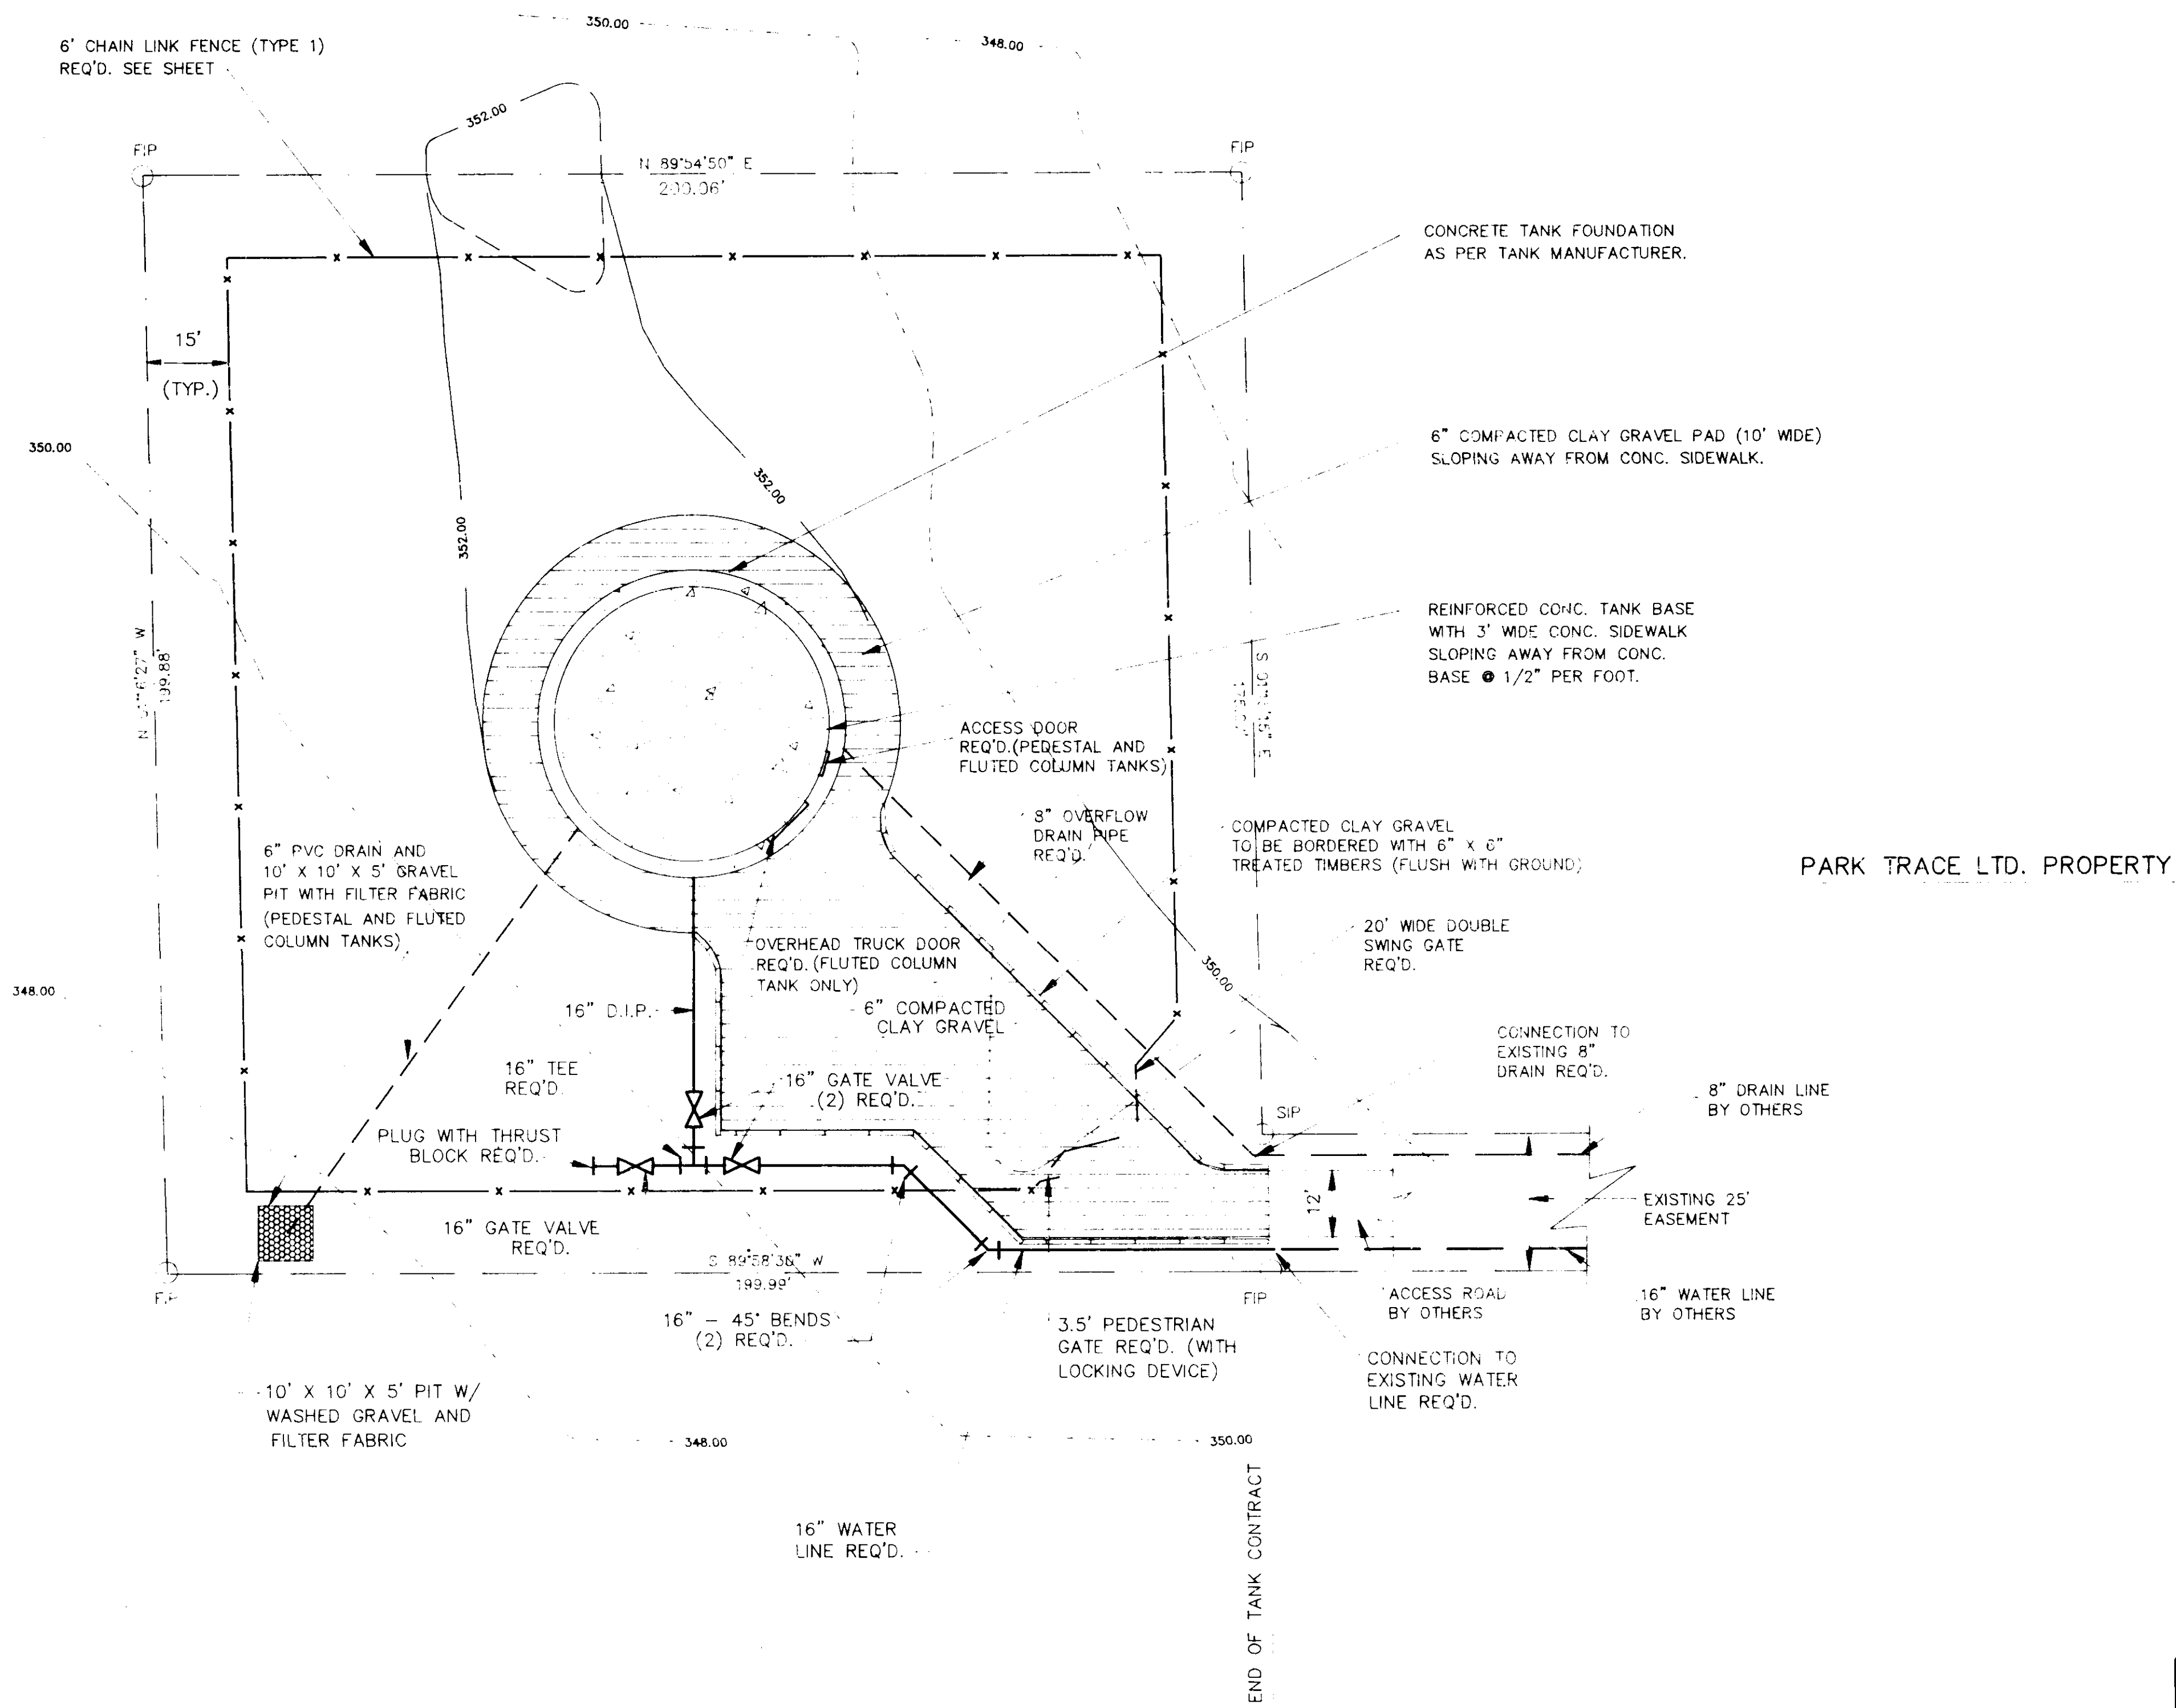 350.00
348.00
6' CHAIN LINK FENCE (TYPE 1)
REQ'D. SEE SHEET
352.00
FIP
N 89°54'50" E
200.06'
FIP
CONCRETE TANK FOUNDATION
AS PER TANK MANUFACTURER.
15'
(TYP.)
350.00
6" COMPACTED CLAY GRAVEL PAD (10' WIDE)
SLOPING AWAY FROM CONC. SIDEWALK.
352.00
352.00
REINFORCED CONC. TANK BASE
WITH 3' WIDE CONC. SIDEWALK
SLOPING AWAY FROM CONC.
BASE @ 1/2" PER FOOT.
199.88'
ACCESS DOOR
REQ'D.(PEDESTAL AND
FLUTED COLUMN TANKS)
8" OVERFLOW
DRAIN PIPE
REQ'D.
COMPACTED CLAY GRAVEL
TO BE BORDERED WITH 6" X 6"
TREATED TIMBERS (FLUSH WITH GROUND)
PARK TRACE LTD. PROPERTY
6" PVC DRAIN AND
10' X 10' X 5' GRAVEL
PIT WITH FILTER FABRIC
(PEDESTAL AND FLUTED
COLUMN TANKS)
20' WIDE DOUBLE
SWING GATE
REQ'D.
OVERHEAD TRUCK DOOR
REQ'D. (FLUTED COLUMN
TANK ONLY)
350.00
348.00
16" D.I.P.
6" COMPACTED
CLAY GRAVEL
CONNECTION TO
EXISTING 8"
DRAIN REQ'D.
16" TEE
REQ'D.
16" GATE VALVE
(2) REQ'D.
8" DRAIN LINE
BY OTHERS
SIP
PLUG WITH THRUST
BLOCK REQ'D.
12'
EXISTING 25'
EASEMENT
16" GATE VALVE
REQ'D.
S 89°58'36" W
199.99'
FIP
FIP
ACCESS ROAD
BY OTHERS
16" WATER LINE
BY OTHERS
16" - 45° BENDS
(2) REQ'D.
3.5' PEDESTRIAN
GATE REQ'D. (WITH
LOCKING DEVICE)
CONNECTION TO
EXISTING WATER
LINE REQ'D.
10' X 10' X 5' PIT W/
WASHED GRAVEL AND
FILTER FABRIC
348.00
350.00
END OF TANK CONTRACT
16" WATER
LINE REQ'D.